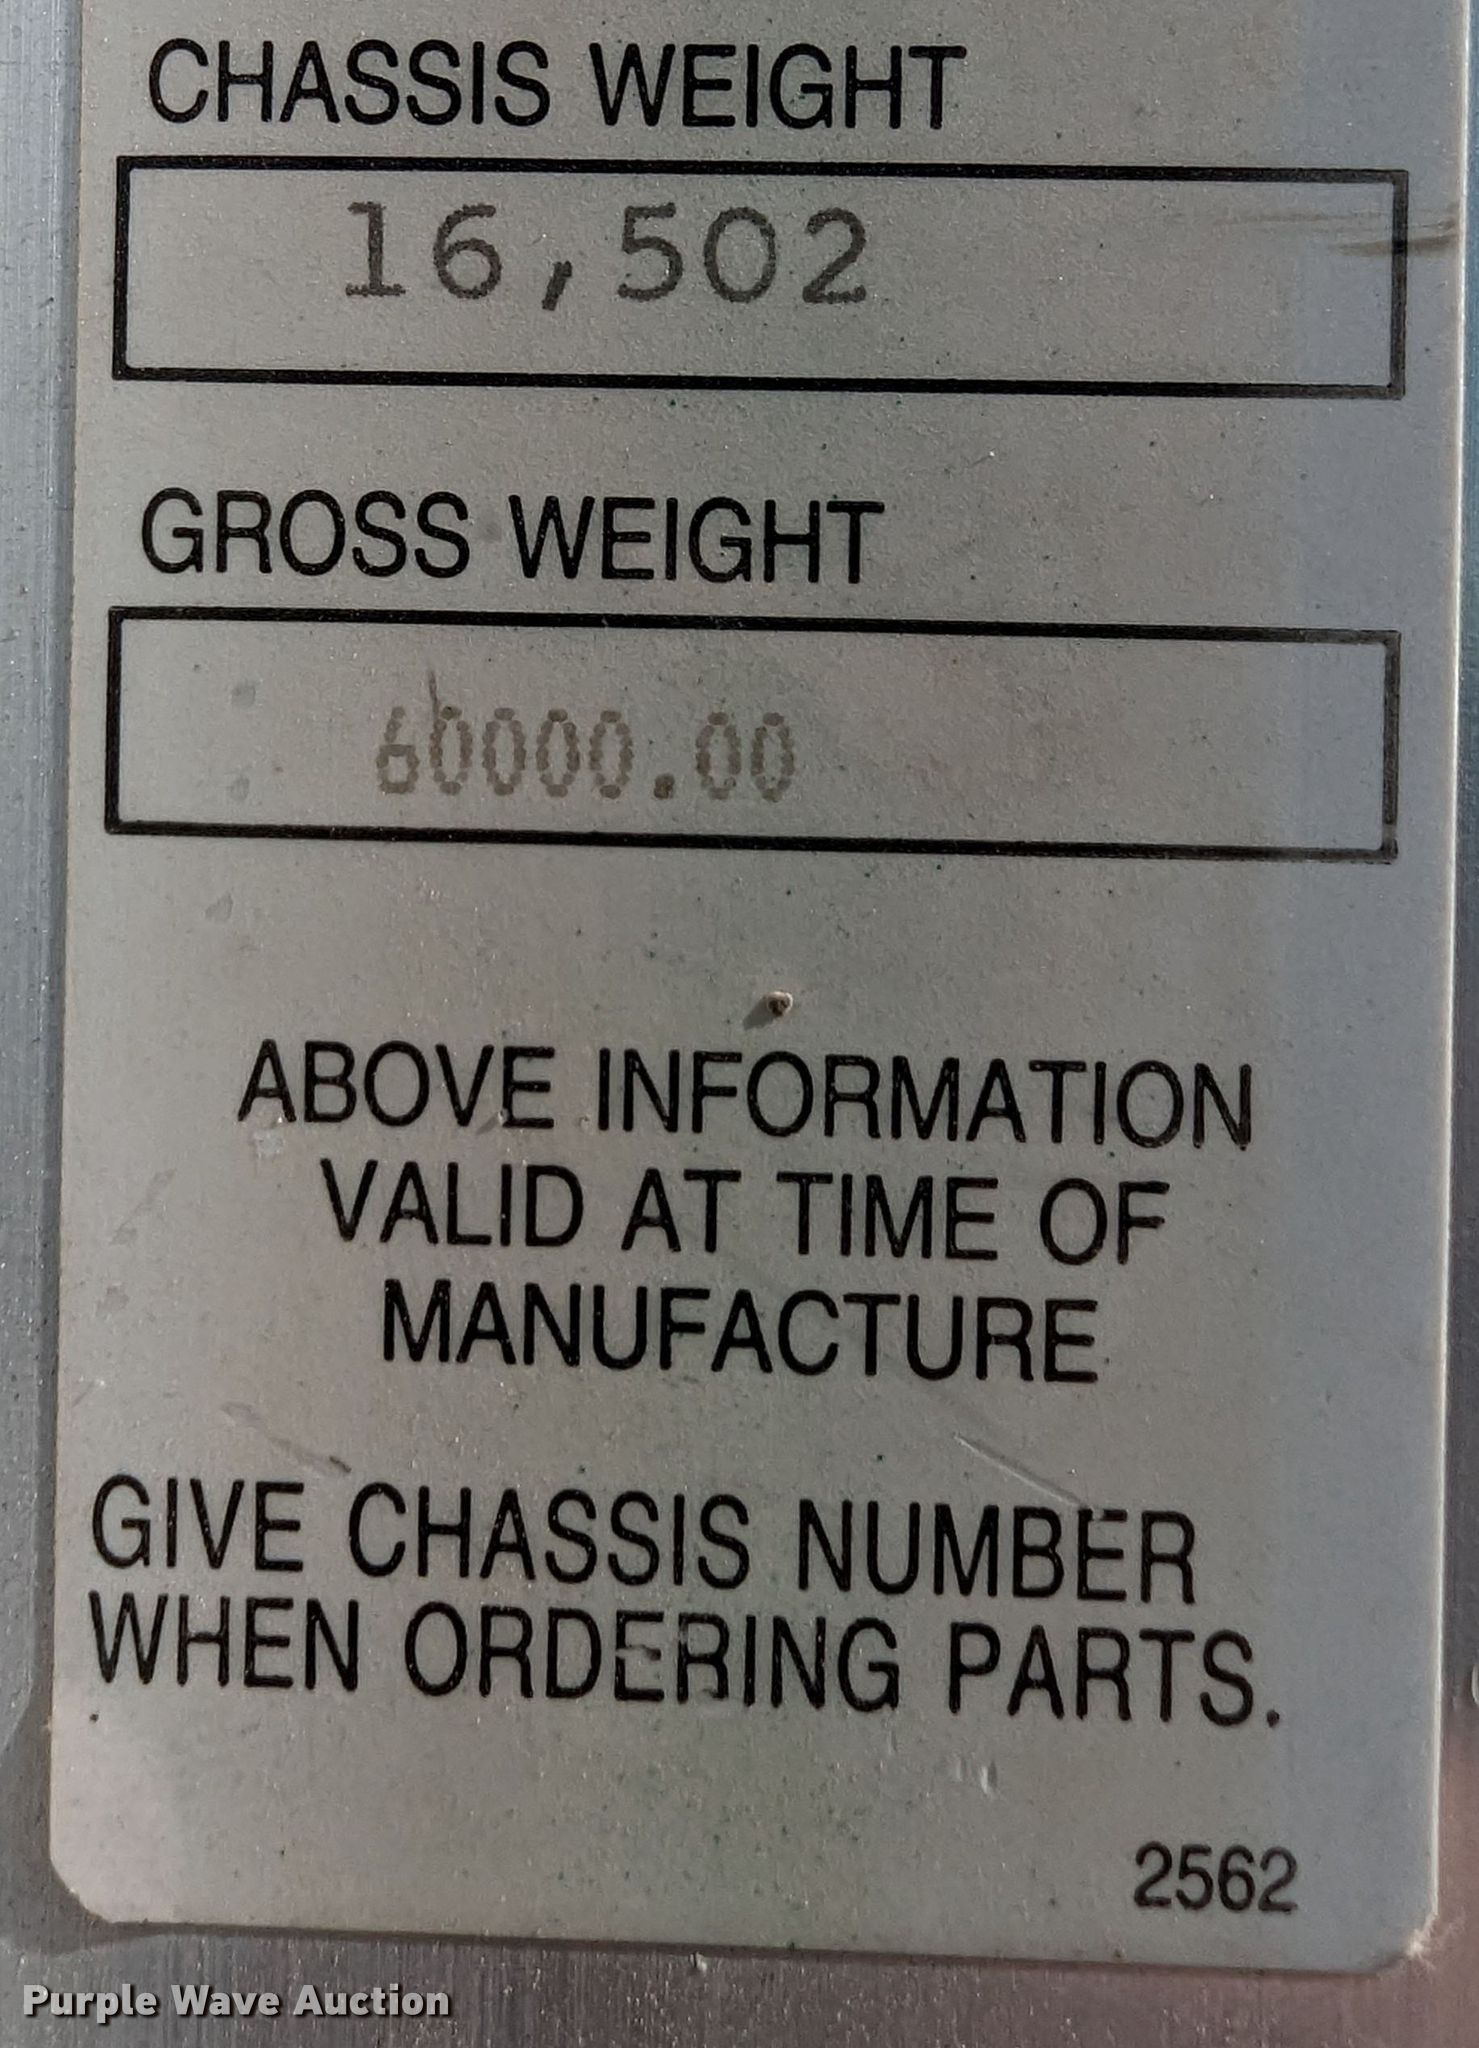 CHASSIS WEIGHT
16,502
GROSS WEIGHT
60000.00
ABOVE INFORMATION
VALID AT TIME OF
MANUFACTURE
GIVE CHASSIS NUMBER
WHEN ORDERING PARTS.
2562
Purple Wave Auction